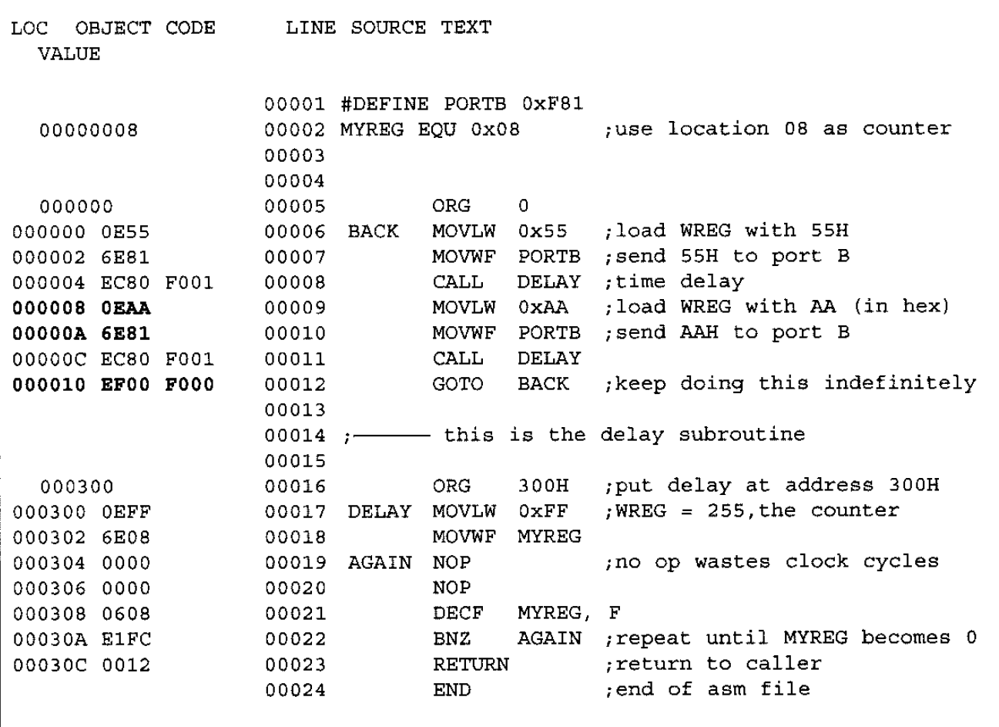 LOC OBJECT CODE LINE SOURCE TEXT
VALUE
00001 #DEFINE PORTB 0xF81
00000008 00002 MYREG EQU 0x08 ;use location 08 as counter
00003
00004
000000 00005 ORG 0
000000 0E55 00006 BACK MOVLW 0x55 ;load WREG with 55H
000002 6E81 00007 MOVWF PORTB ;send 55H to port B
000004 EC80 F001 00008 CALL DELAY ;time delay
000008 0EAA 00009 MOVLW 0xAA ;load WREG with AA (in hex)
00000A 6E81 00010 MOVWF PORTB ;send AAH to port B
00000C EC80 F001 00011 CALL DELAY
000010 EF00 F000 00012 GOTO BACK ;keep doing this indefinitely
00013
00014 ;—— this is the delay subroutine
00015
000300 00016 ORG 300H ;put delay at address 300H
000300 0EFF 00017 DELAY MOVLW 0xFF ;WREG = 255,the counter
000302 6E08 00018 MOVWF MYREG
000304 0000 00019 AGAIN NOP ;no op wastes clock cycles
000306 0000 00020 NOP
000308 0608 00021 DECF MYREG, F
00030A E1FC 00022 BNZ AGAIN ;repeat until MYREG becomes 0
00030C 0012 00023 RETURN ;return to caller
00024 END ;end of asm file